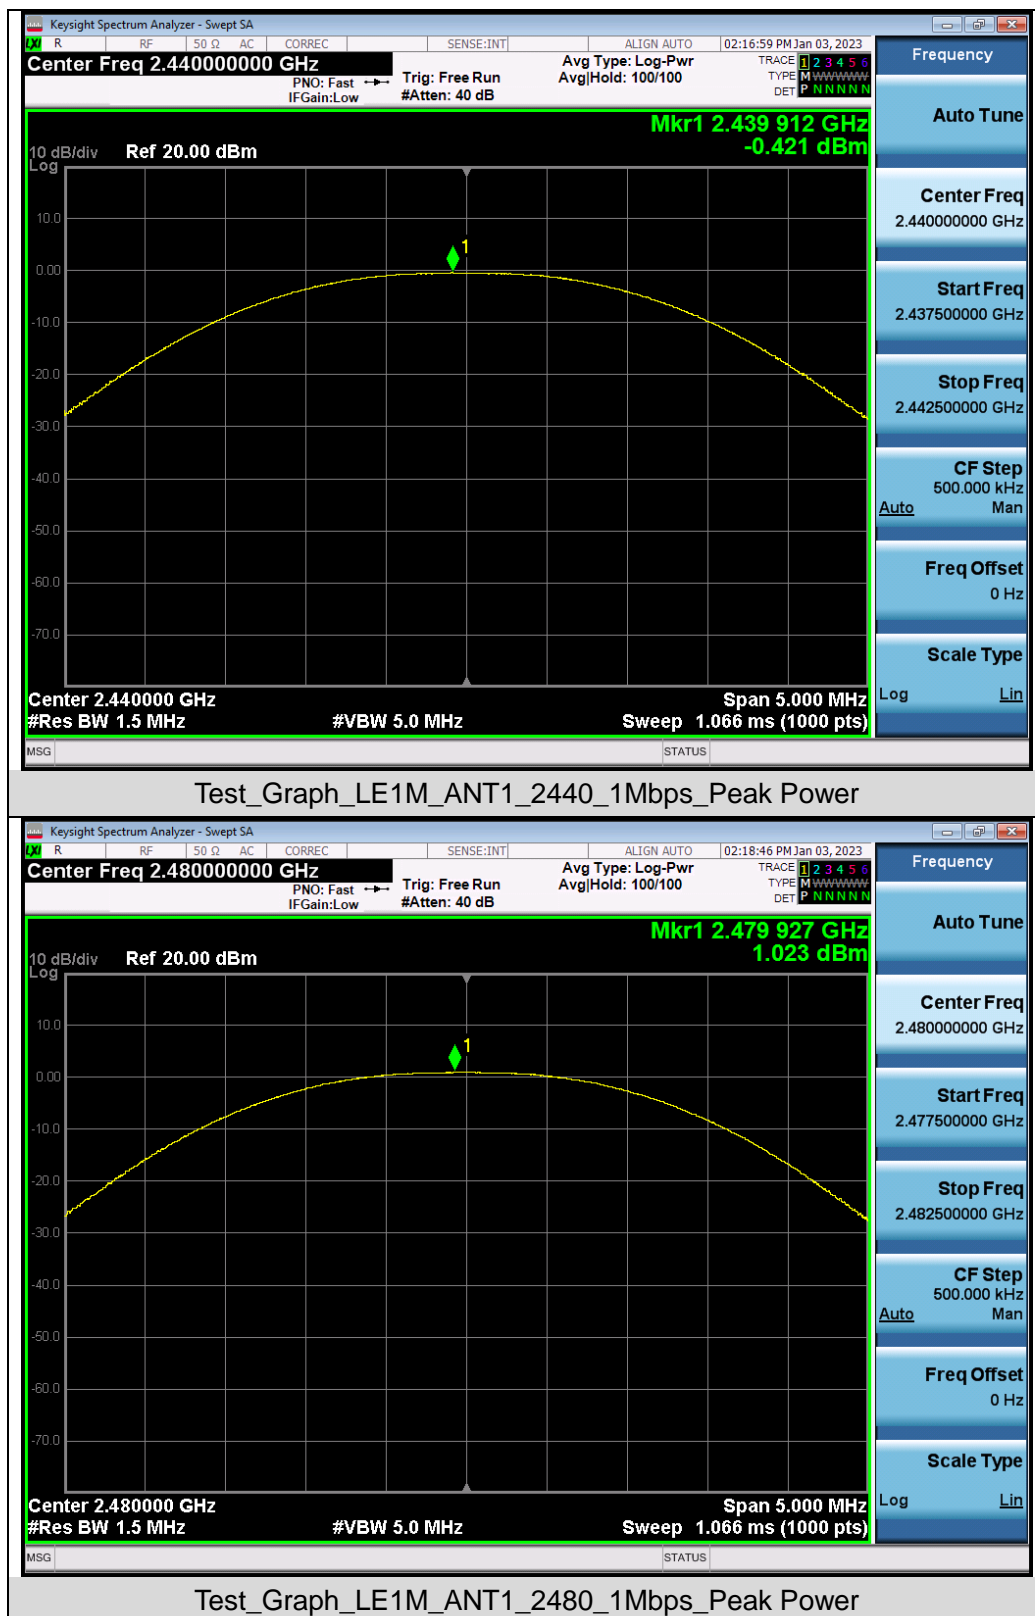 Keysight Spectrum Analyzer - Swept SA
LXI R RF 50 Ω AC CORREC SENSE:INT ALIGN AUTO 02:16:59 PM Jan 03, 2023
Center Freq 2.440000000 GHz
PNO: Fast
IFGain:Low
Trig: Free Run
#Atten: 40 dB
Avg Type: Log-Pwr
Avg|Hold: 100/100
TRACE 1 2 3 4 5 6
TYPE M WWWWW
DET P N N N N N
Mkr1 2.439 912 GHz
-0.421 dBm
10 dB/div Ref 20.00 dBm
Log
10.0
1
0.00
-10.0
-20.0
-30.0
-40.0
-50.0
-60.0
-70.0
Center 2.440000 GHz Span 5.000 MHz
#Res BW 1.5 MHz #VBW 5.0 MHz Sweep 1.066 ms (1000 pts)
MSG STATUS
Frequency
Auto Tune
Center Freq
2.440000000 GHz
Start Freq
2.437500000 GHz
Stop Freq
2.442500000 GHz
CF Step
500.000 kHz
Auto Man
Freq Offset
0 Hz
Scale Type
Log Lin
Test_Graph_LE1M_ANT1_2440_1Mbps_Peak Power
Keysight Spectrum Analyzer - Swept SA
LXI R RF 50 Ω AC CORREC SENSE:INT ALIGN AUTO 02:18:46 PM Jan 03, 2023
Center Freq 2.480000000 GHz
PNO: Fast
IFGain:Low
Trig: Free Run
#Atten: 40 dB
Avg Type: Log-Pwr
Avg|Hold: 100/100
TRACE 1 2 3 4 5 6
TYPE M WWWWW
DET P N N N N N
Mkr1 2.479 927 GHz
1.023 dBm
10 dB/div Ref 20.00 dBm
Log
10.0
1
0.00
-10.0
-20.0
-30.0
-40.0
-50.0
-60.0
-70.0
Center 2.480000 GHz Span 5.000 MHz
#Res BW 1.5 MHz #VBW 5.0 MHz Sweep 1.066 ms (1000 pts)
MSG STATUS
Frequency
Auto Tune
Center Freq
2.480000000 GHz
Start Freq
2.477500000 GHz
Stop Freq
2.482500000 GHz
CF Step
500.000 kHz
Auto Man
Freq Offset
0 Hz
Scale Type
Log Lin
Test_Graph_LE1M_ANT1_2480_1Mbps_Peak Power